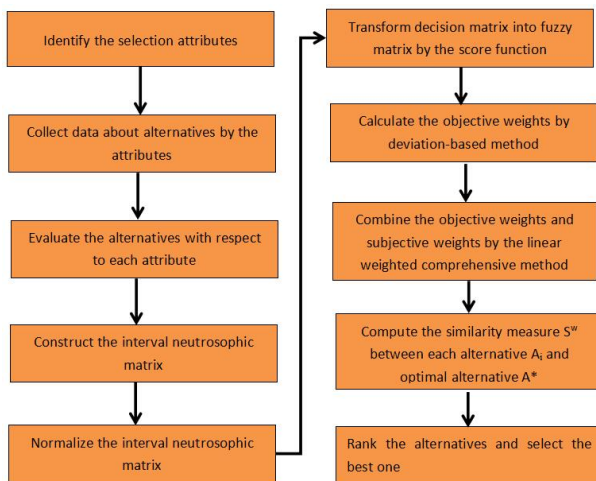 Identify the selection attributes
Collect data about alternatives by the
attributes
Evaluate the alternatives with respect
to each attribute
Construct the interval neutrosophic
matrix
Normalize the interval neutrosophic
matrix
Transform decision matrix into fuzzy
matrix by the score function
Calculate the objective weights by
deviation-based method
Combine the objective weights and
subjective weights by the linear
weighted comprehensive method
Compute the similarity measure Sʷ
between each alternative Aᵢ and
optimal alternative A*
Rank the alternatives and select the
best one